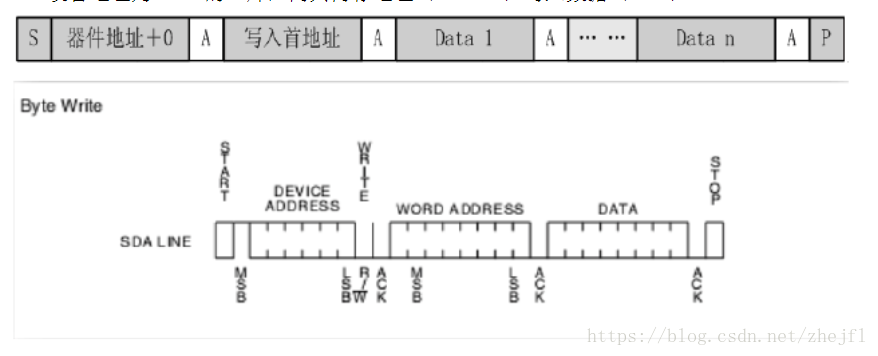 S 器件地址+0 A 写入首地址 A Data 1 A … … Data n A P
Byte Write
START
WRITE
STOP
DEVICE
ADDRESS
WORD ADDRESS
DATA
SDA LINE
MSB
LSB
R/W
ACK
MSB
LSB
ACK
ACK
https://blog.csdn.net/zhejfl